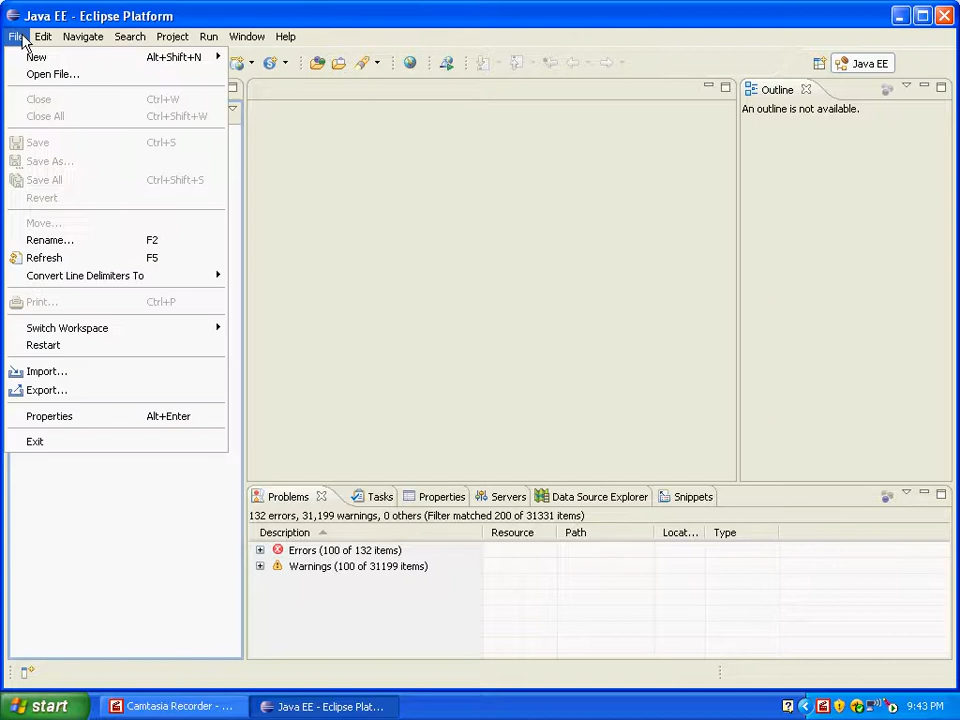 Java EE - Eclipse Platform
File Edit Navigate Search Project Run Window Help
New Alt+Shift+N
Open File...
Close Ctrl+W
Close All Ctrl+Shift+W
Save Ctrl+S
Save As...
Save All Ctrl+Shift+S
Revert
Move...
Rename... F2
Refresh F5
Convert Line Delimiters To
Print... Ctrl+P
Switch Workspace
Restart
Import...
Export...
Properties Alt+Enter
Exit
Java EE
Outline
An outline is not available.
Problems Tasks Properties Servers Data Source Explorer Snippets
132 errors, 31,199 warnings, 0 others (Filter matched 200 of 31331 items)
Description Resource Path Locat... Type
Errors (100 of 132 items)
Warnings (100 of 31199 items)
start Camtasia Recorder - ... Java EE - Eclipse Plat... 9:43 PM